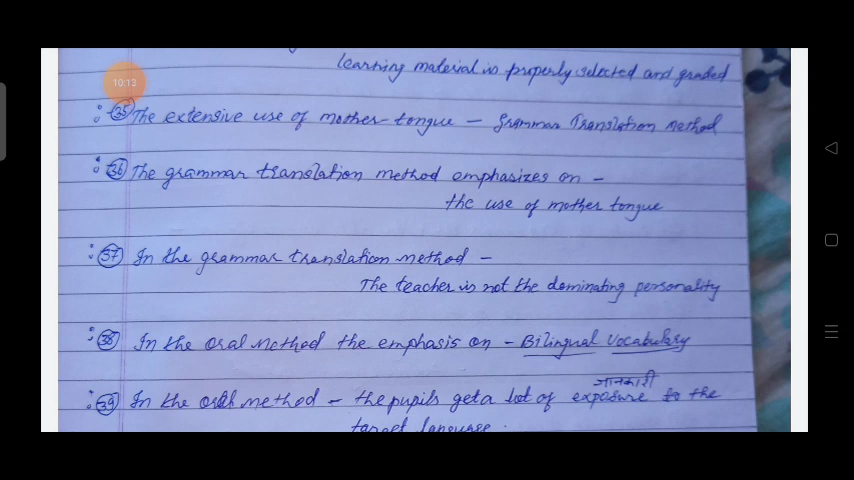 10:13
learning material is properly selected and graded
35 The extensive use of mother-tongue - Grammar Translation Method
36 The grammar translation method emphasizes on -
the use of mother tongue
37 In the grammar translation method -
The teacher is not the dominating personality
38 In the oral method the emphasis on - Bilingual Vocabulary
जानकारी
39 In the oral method - the pupils get a lot of exposure to the
target language.